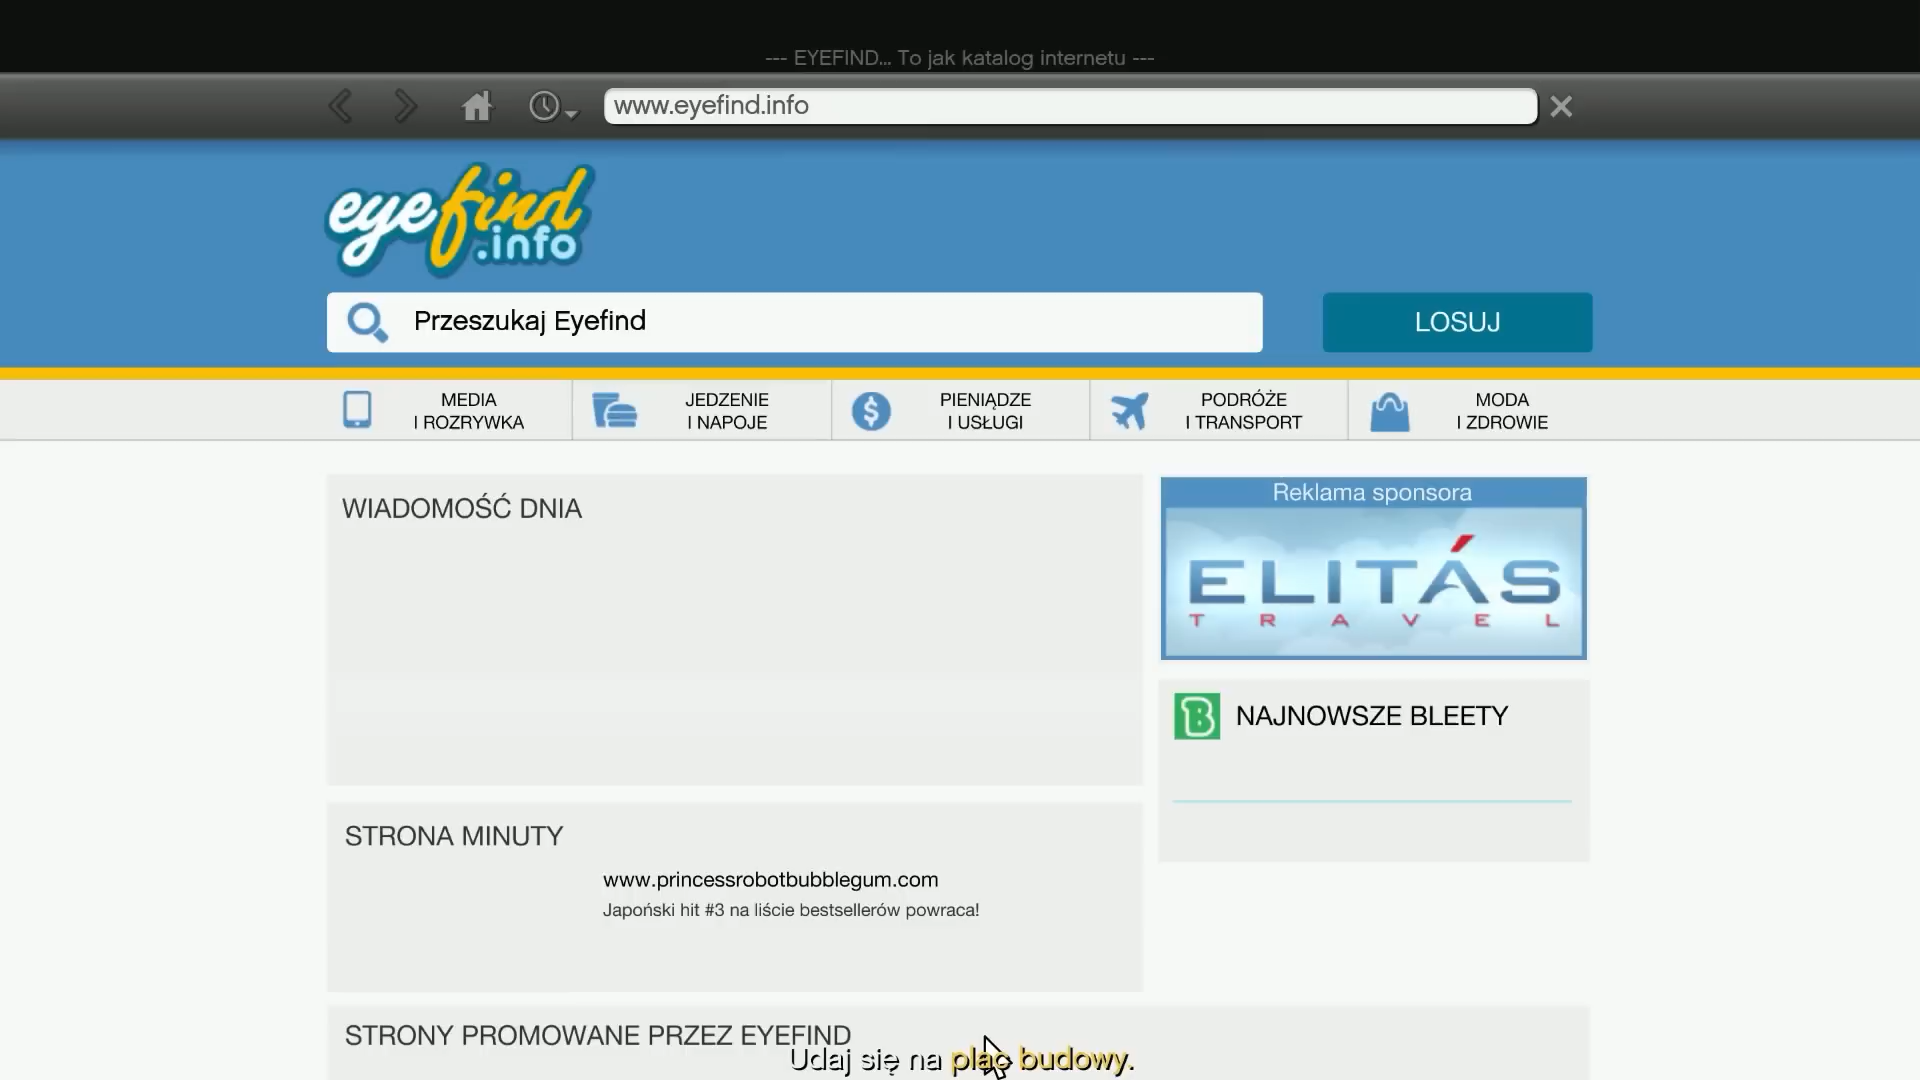 --- EYEFIND... To jak katalog internetu ---
www.eyefind.info
eyefind
.info
Przeszukaj Eyefind
LOSUJ
MEDIA
I ROZRYWKA
JEDZENIE
I NAPOJE
PIENIĄDZE
I USŁUGI
PODRÓŻE
I TRANSPORT
MODA
I ZDROWIE
WIADOMOŚĆ DNIA
Reklama sponsora
ELITÁS
TRAVEL
B
NAJNOWSZE BLEETY
STRONA MINUTY
www.princessrobotbubblegum.com
Japoński hit #3 na liście bestsellerów powraca!
STRONY PROMOWANE PRZEZ EYEFIND
Udaj się na plac budowy.